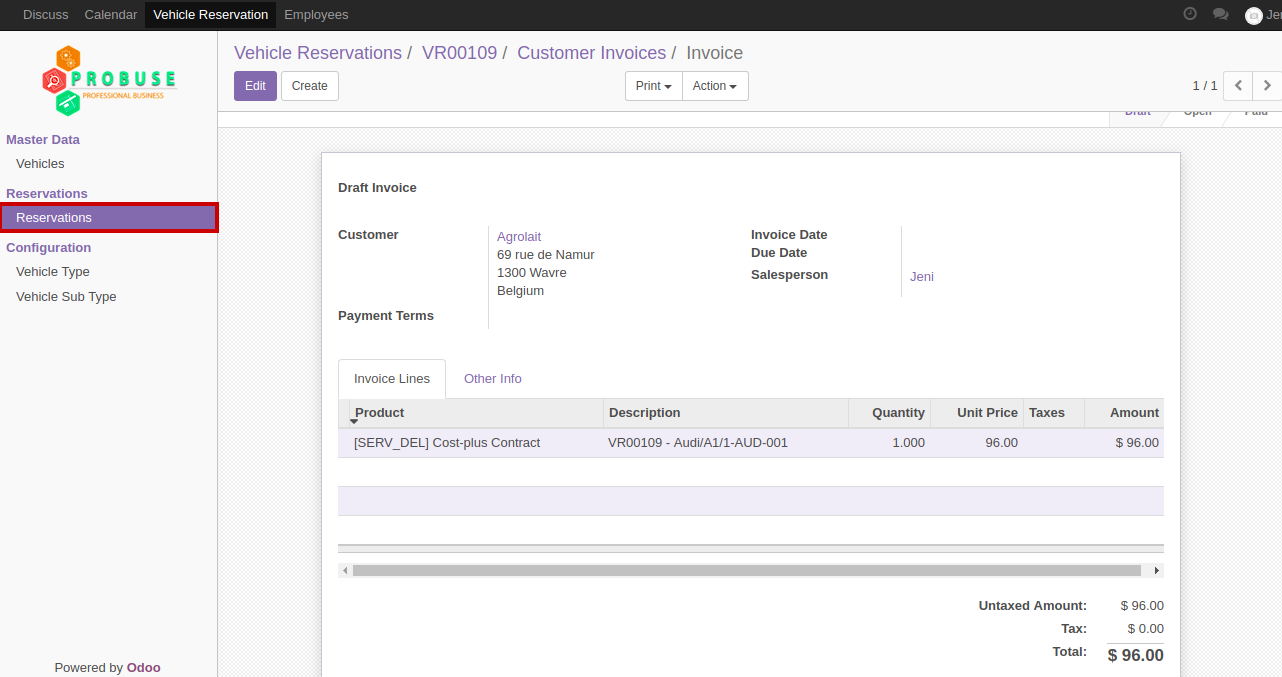 Discuss Calendar Vehicle Reservation Employees Jen
PROBUSE
PROFESSIONAL BUSINESS
Master Data
Vehicles
Reservations
Reservations
Configuration
Vehicle Type
Vehicle Sub Type
Powered by Odoo
Vehicle Reservations / VR00109 / Customer Invoices / Invoice
Edit Create Print Action 1 / 1
Draft Open Paid
Draft Invoice
Customer Agrolait
69 rue de Namur
1300 Wavre
Belgium
Payment Terms
Invoice Date
Due Date
Salesperson Jeni
Invoice Lines Other Info
Product Description Quantity Unit Price Taxes Amount
[SERV_DEL] Cost-plus Contract VR00109 - Audi/A1/1-AUD-001 1.000 96.00 $ 96.00
Untaxed Amount: $ 96.00
Tax: $ 0.00
Total: $ 96.00